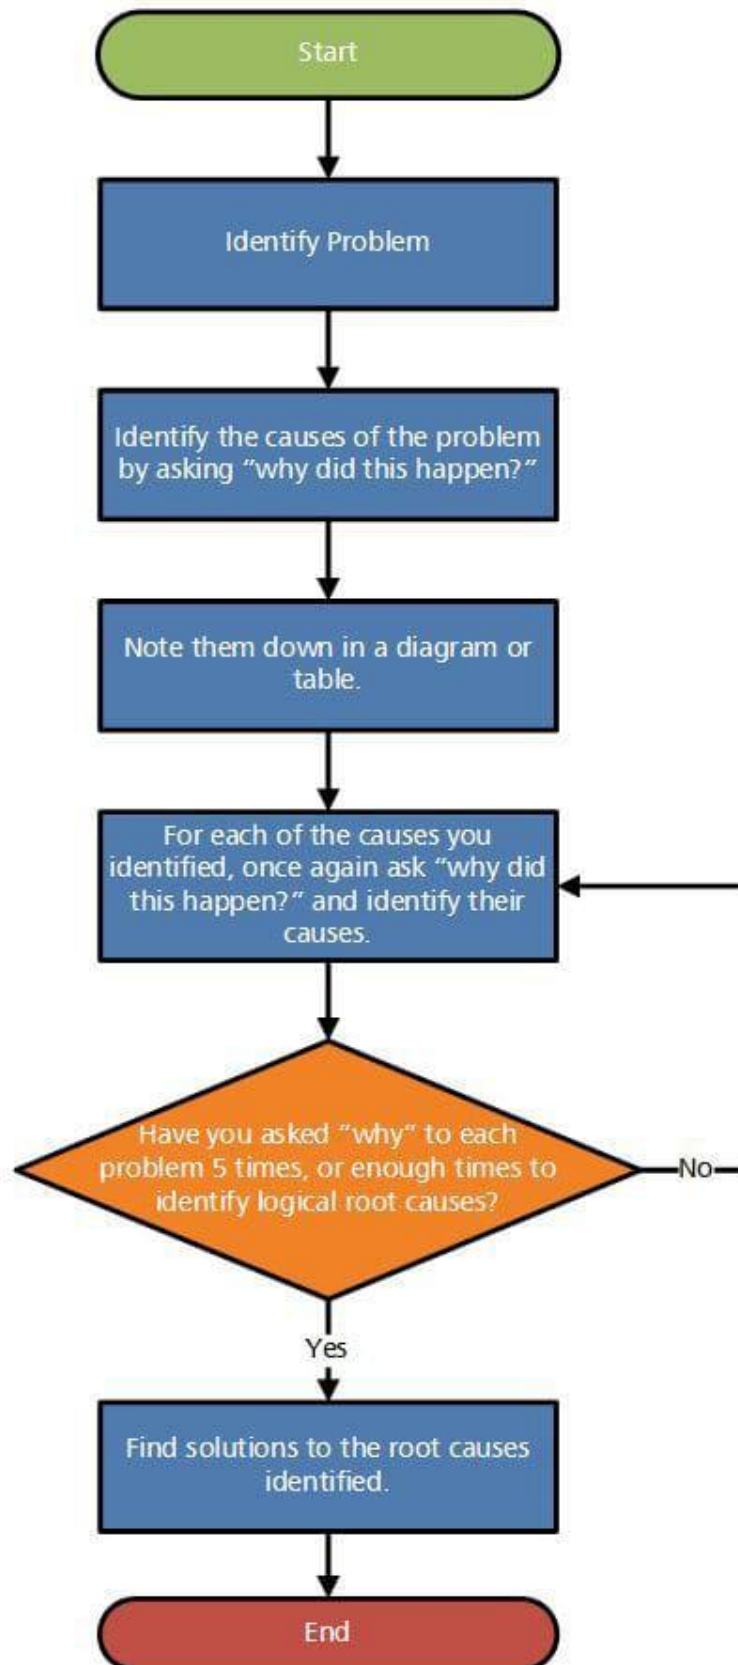 Start
Identify Problem
Identify the causes of the problem
by asking “why did this happen?”
Note them down in a diagram or
table.
For each of the causes you
identified, once again ask “why did
this happen?” and identify their
causes.
Have you asked “why” to each
problem 5 times, or enough times to
identify logical root causes?
No
Yes
Find solutions to the root causes
identified.
End